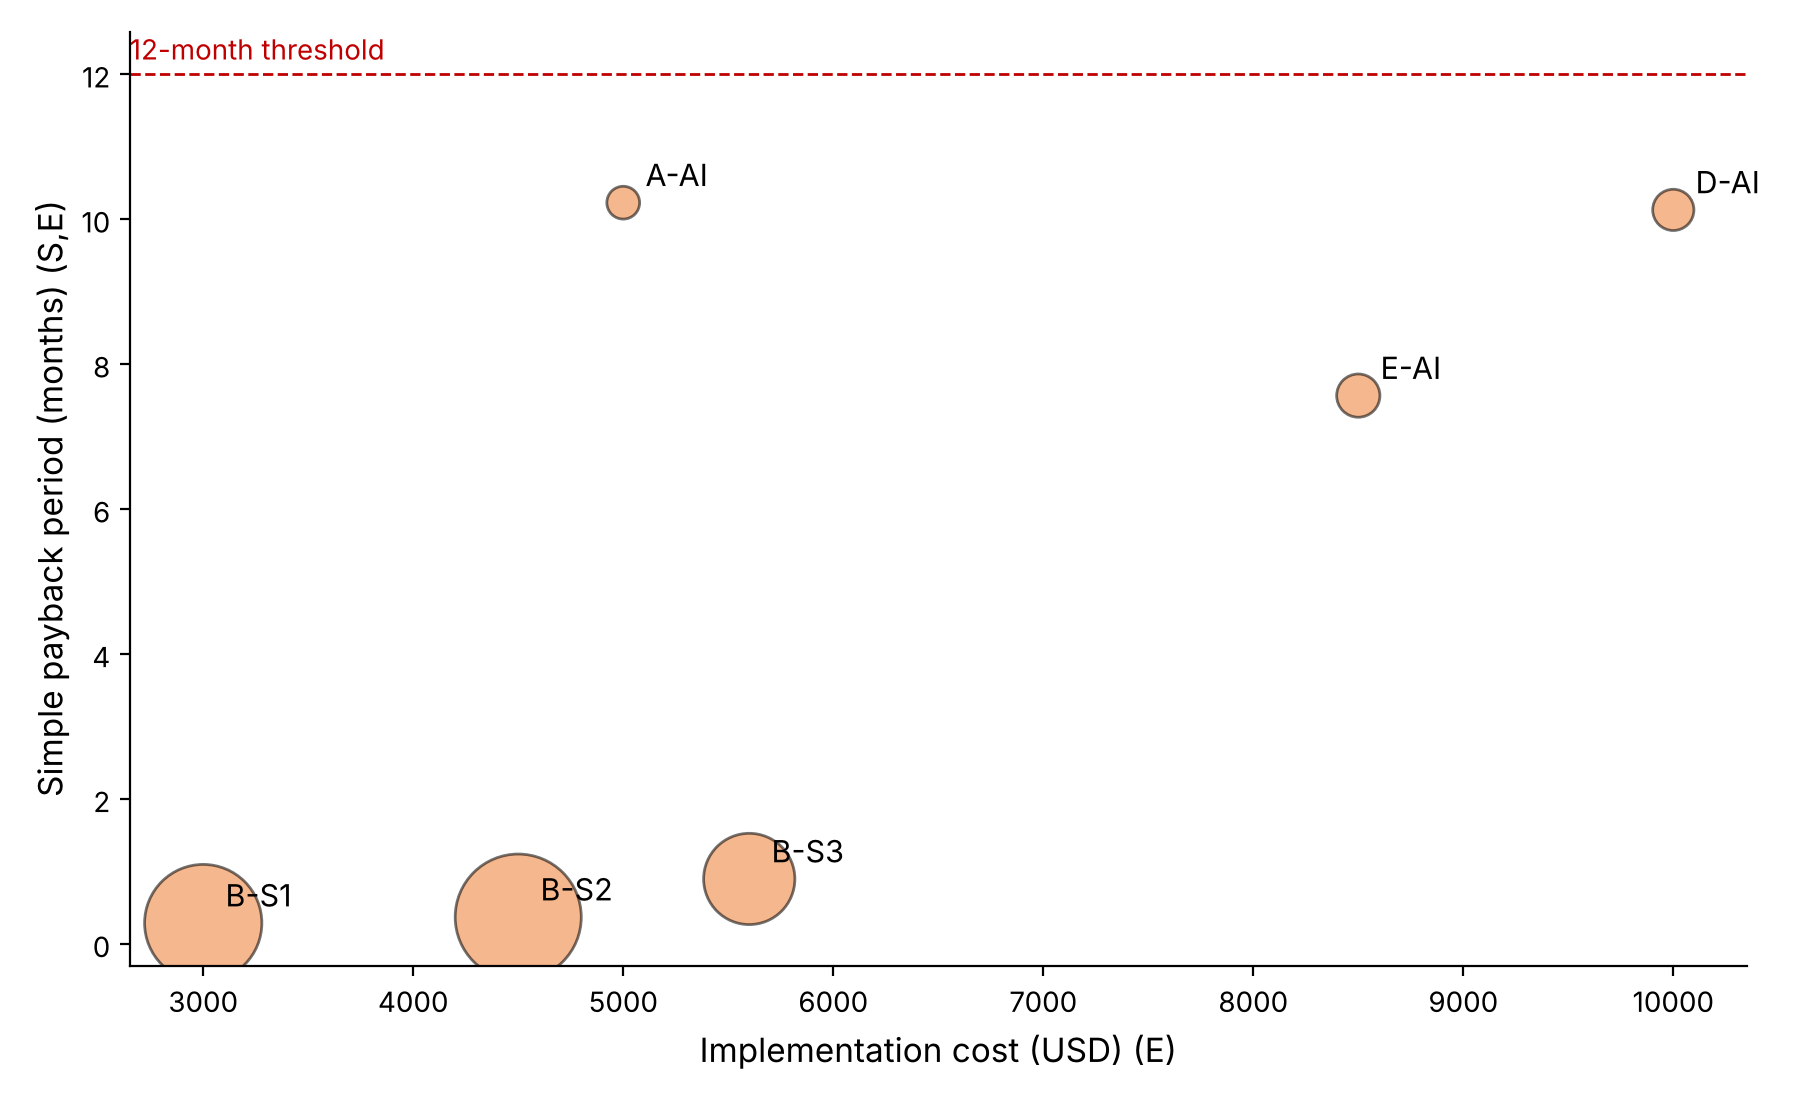 12-month threshold
12
10
8
6
4
2
0
Simple payback period (months) (S,E)
A-AI
D-AI
E-AI
B-S3
B-S2
B-S1
3000 4000 5000 6000 7000 8000 9000 10000
Implementation cost (USD) (E)